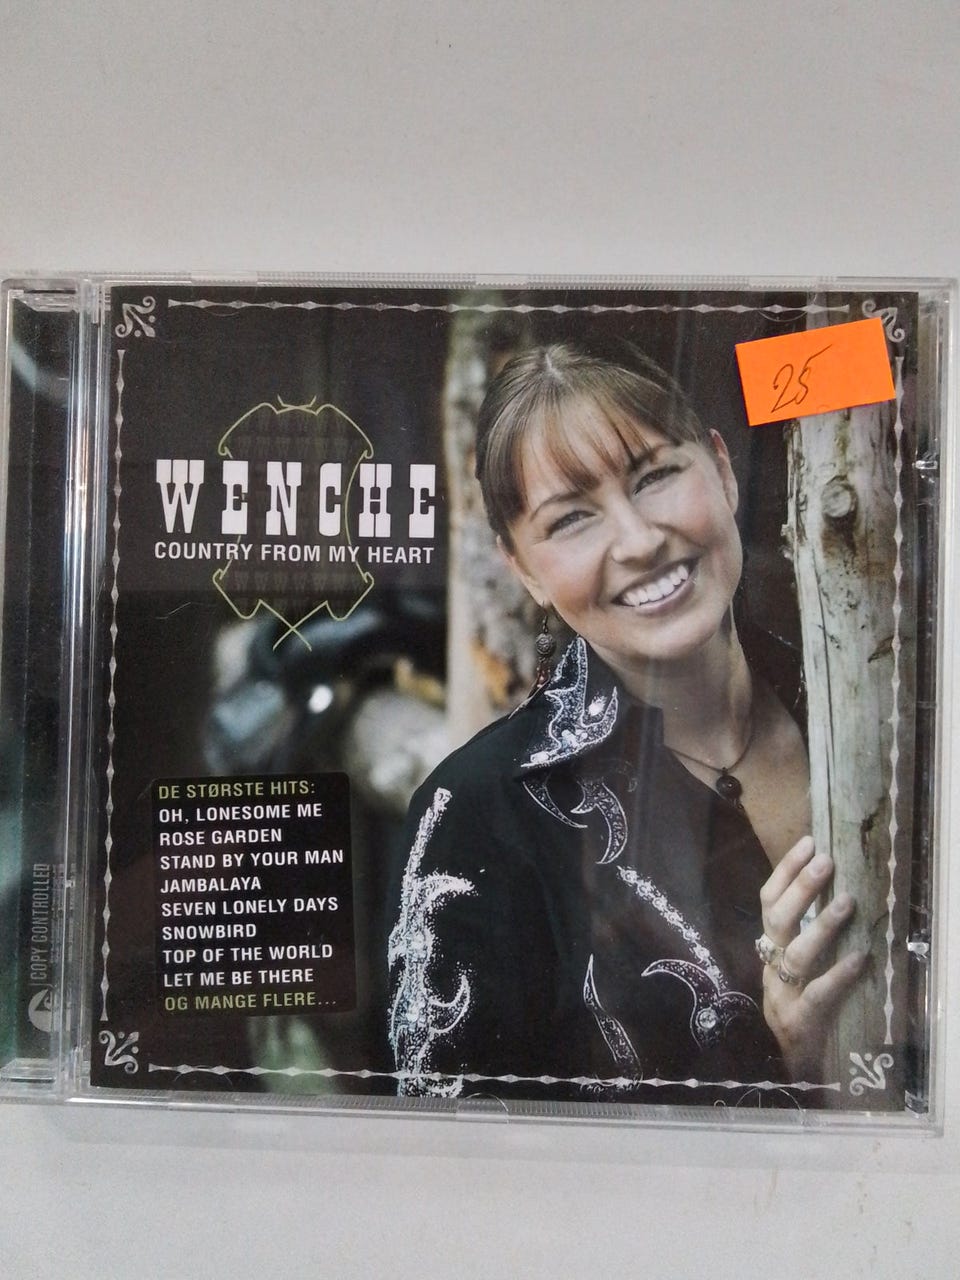 25
WENCHE
COUNTRY FROM MY HEART
DE STØRSTE HITS:
OH, LONESOME ME
ROSE GARDEN
STAND BY YOUR MAN
JAMBALAYA
SEVEN LONELY DAYS
SNOWBIRD
TOP OF THE WORLD
LET ME BE THERE
OG MANGE FLERE...
COPY CONTROLLED